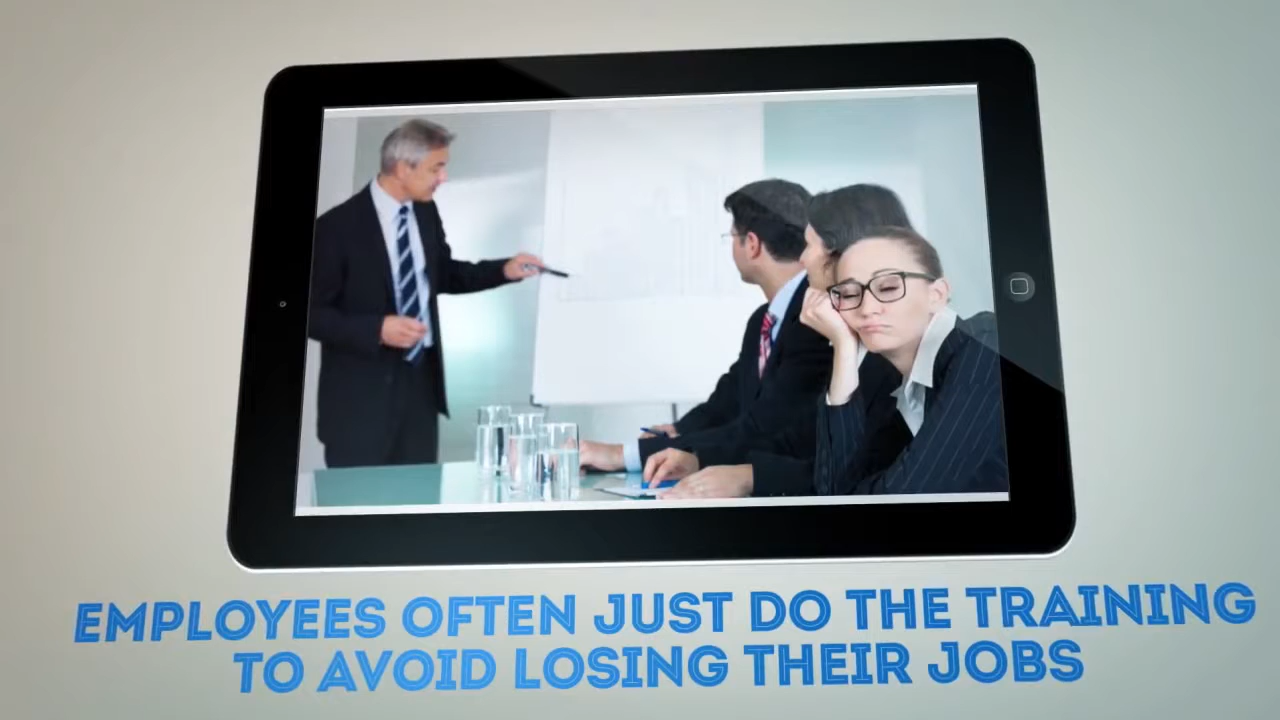 EMPLOYEES OFTEN JUST DO THE TRAINING
TO AVOID LOSING THEIR JOBS